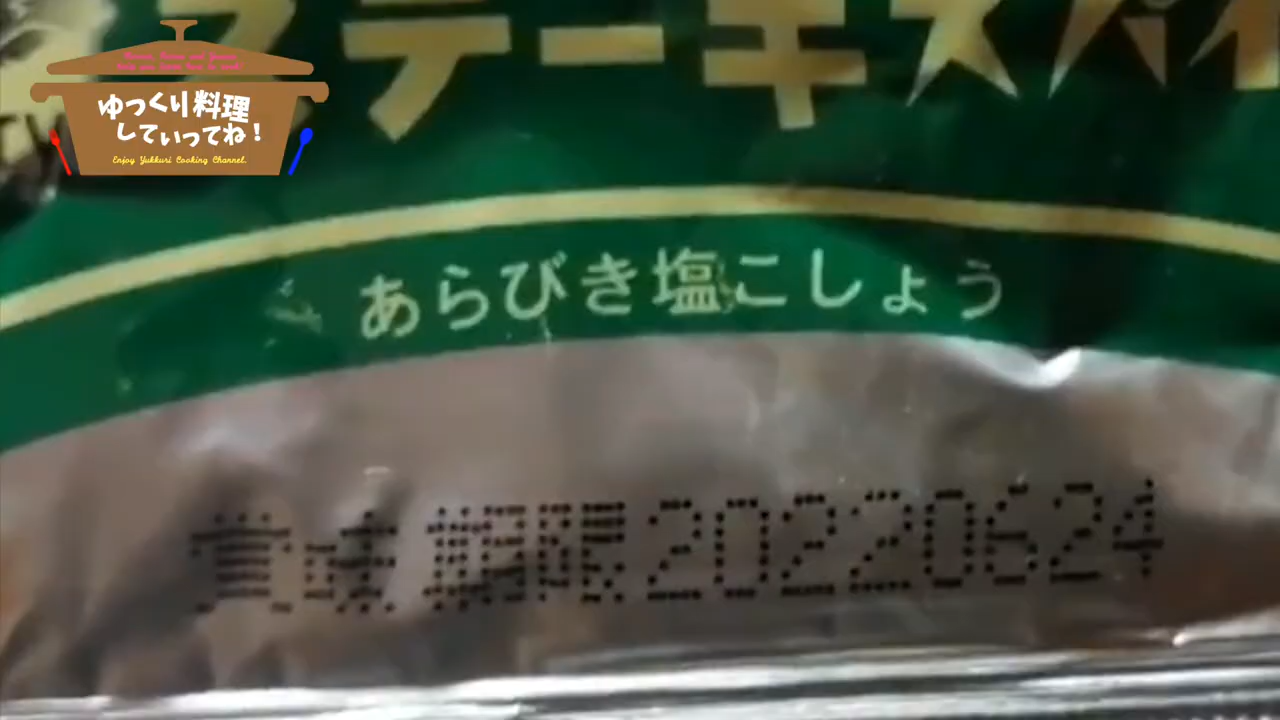 ステーキスパイ
Enjoy Yukkuri Cooking Channel.
ゆっくり料理
していってね!
あらびき塩こしょう
賞味期限20220624